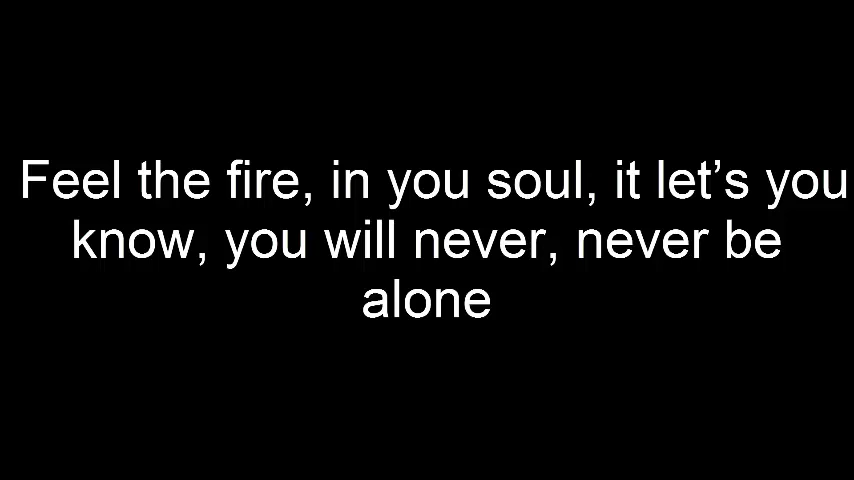 Feel the fire, in you soul, it let’s you
know, you will never, never be
alone